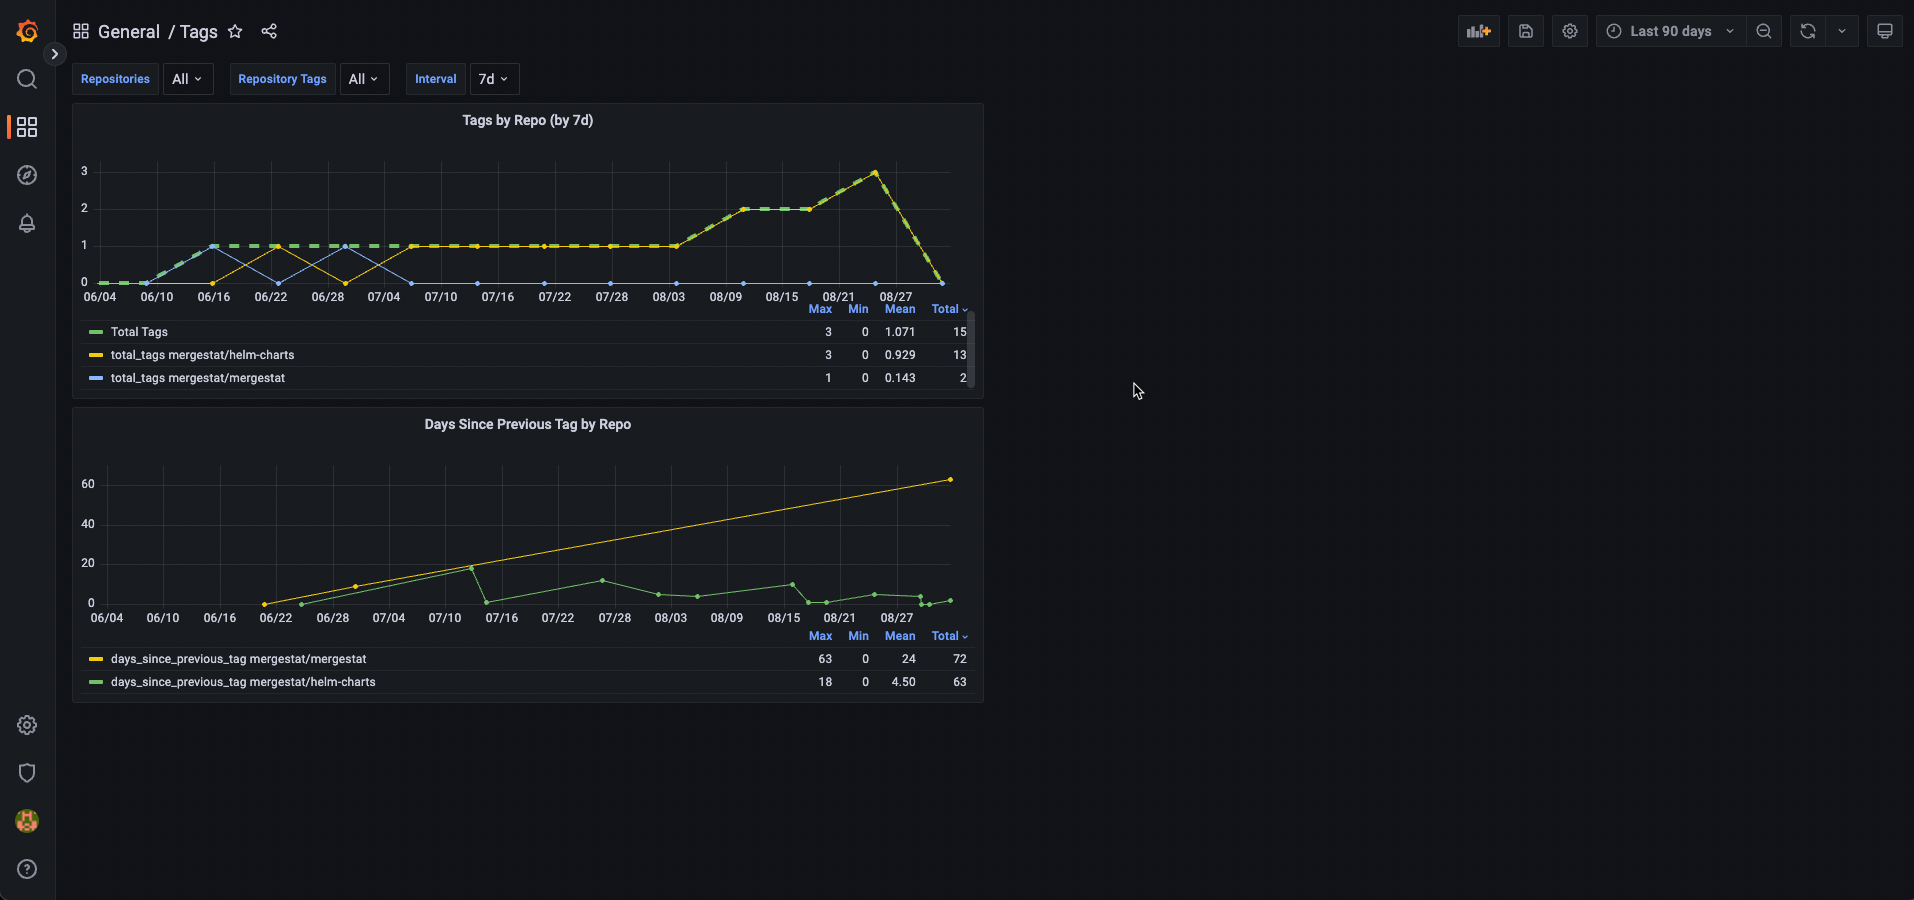 General / Tags
Last 90 days
Repositories All Repository Tags All Interval 7d
Tags by Repo (by 7d)
3
2
1
0
06/04 06/10 06/16 06/22 06/28 07/04 07/10 07/16 07/22 07/28 08/03 08/09 08/15 08/21 08/27
Max Min Mean Total
Total Tags 3 0 1.071 15
total_tags mergestat/helm-charts 3 0 0.929 13
total_tags mergestat/mergestat 1 0 0.143 2
Days Since Previous Tag by Repo
60
40
20
0
06/04 06/10 06/16 06/22 06/28 07/04 07/10 07/16 07/22 07/28 08/03 08/09 08/15 08/21 08/27
Max Min Mean Total
days_since_previous_tag mergestat/mergestat 63 0 24 72
days_since_previous_tag mergestat/helm-charts 18 0 4.50 63